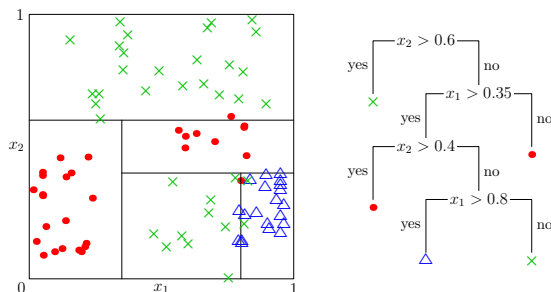 1
x₂
0
x₁
1
x₂ > 0.6
yes
no
x₁ > 0.35
yes
no
x₂ > 0.4
yes
no
x₁ > 0.8
yes
no